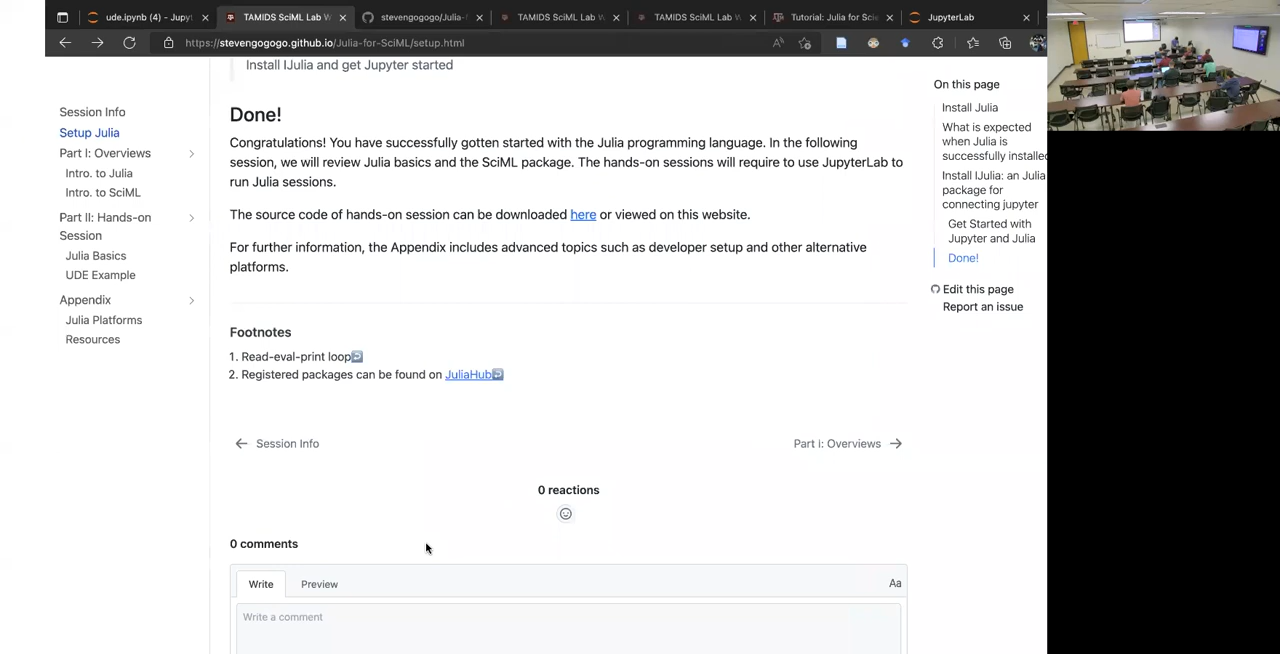 ude.ipynb (4) - Jupyt
TAMIDS SciML Lab W
stevengogogo/Julia-
TAMIDS SciML Lab W
TAMIDS SciML Lab W
Tutorial: Julia for Scie
JupyterLab
https://stevengogogo.github.io/Julia-for-SciML/setup.html
Session Info
Setup Julia
Part I: Overviews
Intro. to Julia
Intro. to SciML
Part II: Hands-on
Session
Julia Basics
UDE Example
Appendix
Julia Platforms
Resources
Install IJulia and get Jupyter started
Done!
Congratulations! You have successfully gotten started with the Julia programming language. In the following
session, we will review Julia basics and the SciML package. The hands-on sessions will require to use JupyterLab to
run Julia sessions.
The source code of hands-on session can be downloaded here or viewed on this website.
For further information, the Appendix includes advanced topics such as developer setup and other alternative
platforms.
Footnotes
1. Read-eval-print loop
2. Registered packages can be found on JuliaHub
Session Info
Part i: Overviews
0 reactions
0 comments
Write
Preview
Aa
Write a comment
On this page
Install Julia
What is expected
when Julia is
successfully installed
Install IJulia: an Julia
package for
connecting jupyter
Get Started with
Jupyter and Julia
Done!
Edit this page
Report an issue